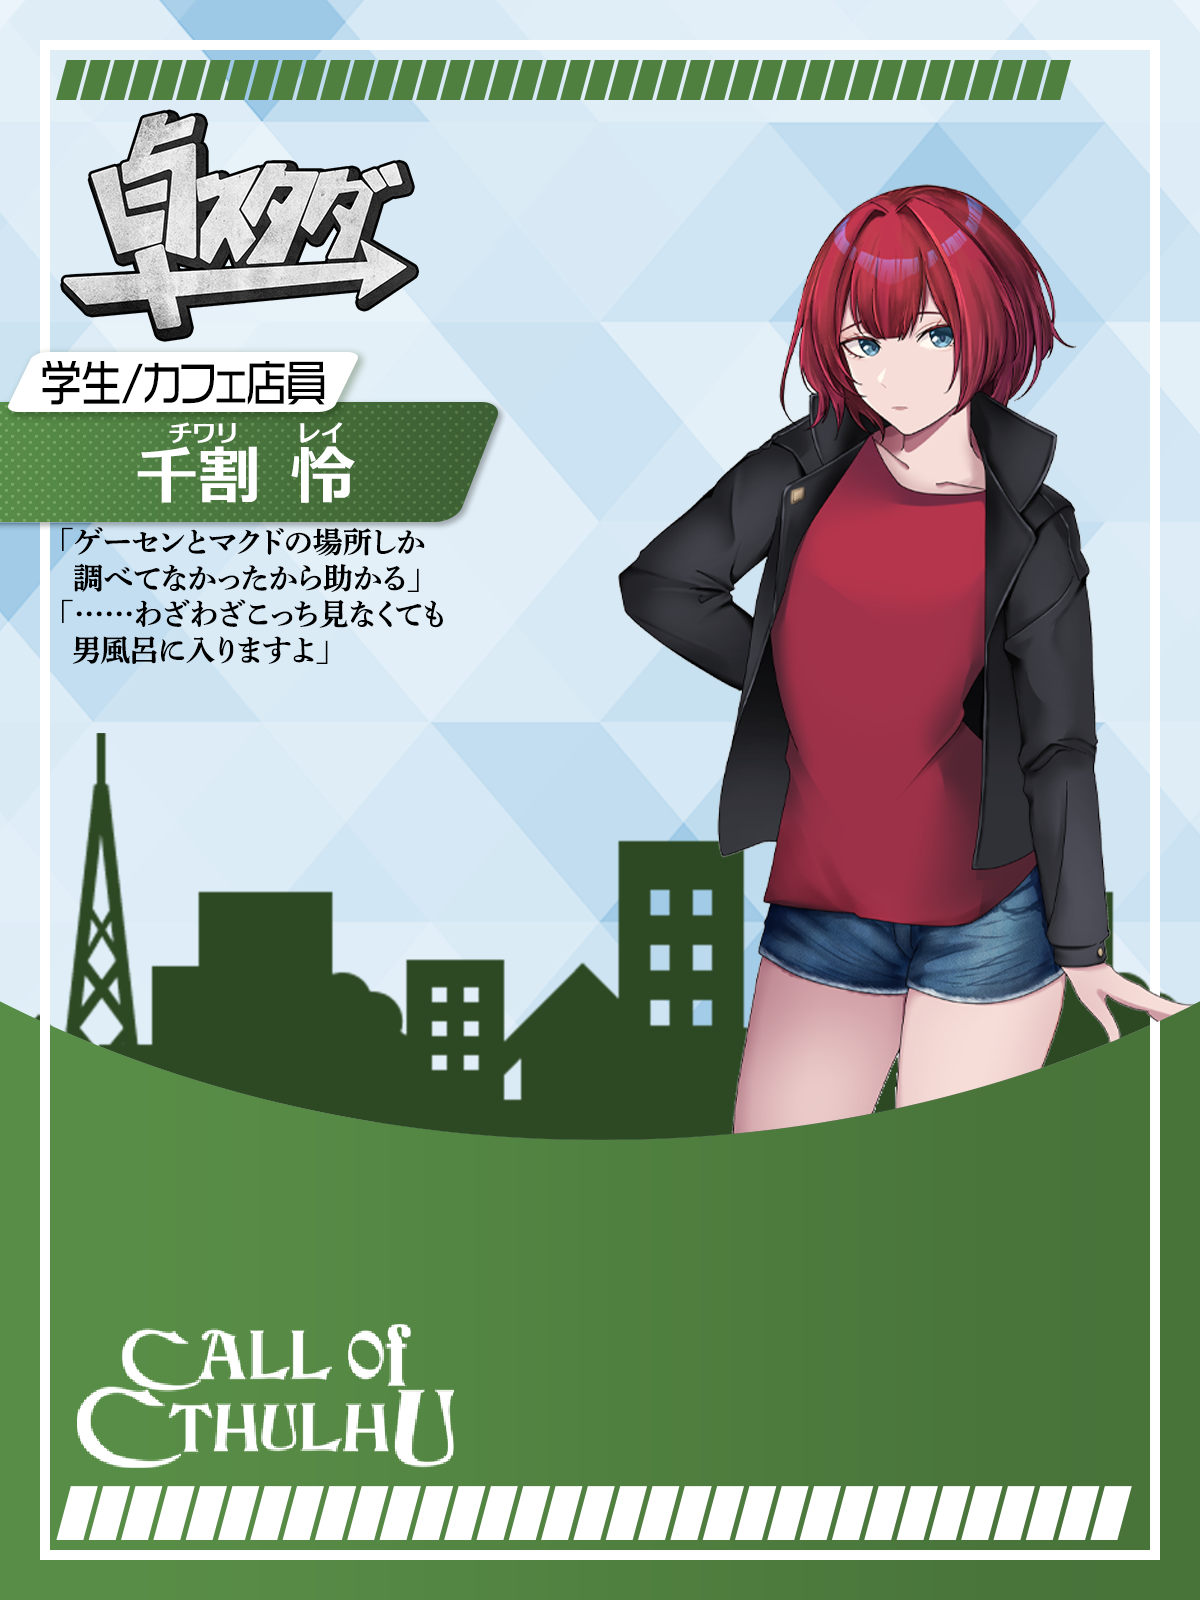 卓スタダ
学生/カフェ店員
チワリ レイ
千割 怜
「ゲーセンとマクドの場所しか
調べてなかったから助かる」
「……わざわざこっち見なくても
男風呂に入りますよ」
CALL of
CTHULHU